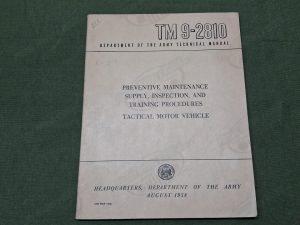 TM 9-2810
DEPARTMENT OF THE ARMY TECHNICAL MANUAL
PREVENTIVE MAINTENANCE
SUPPLY, INSPECTION, AND
TRAINING PROCEDURES
TACTICAL MOTOR VEHICLE
HEADQUARTERS, DEPARTMENT OF THE ARMY
AUGUST 1958